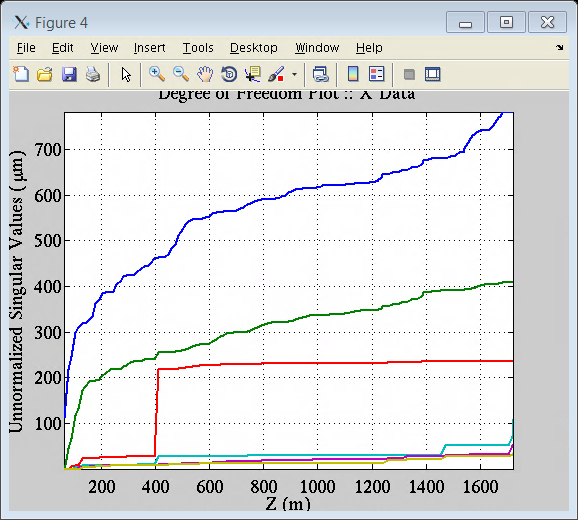 Figure 4
File Edit View Insert Tools Desktop Window Help
Degree of Freedom Plot :: X Data
Unnormalized Singular Values (μm)
700
600
500
400
300
200
100
200 400 600 800 1000 1200 1400 1600
Z (m)